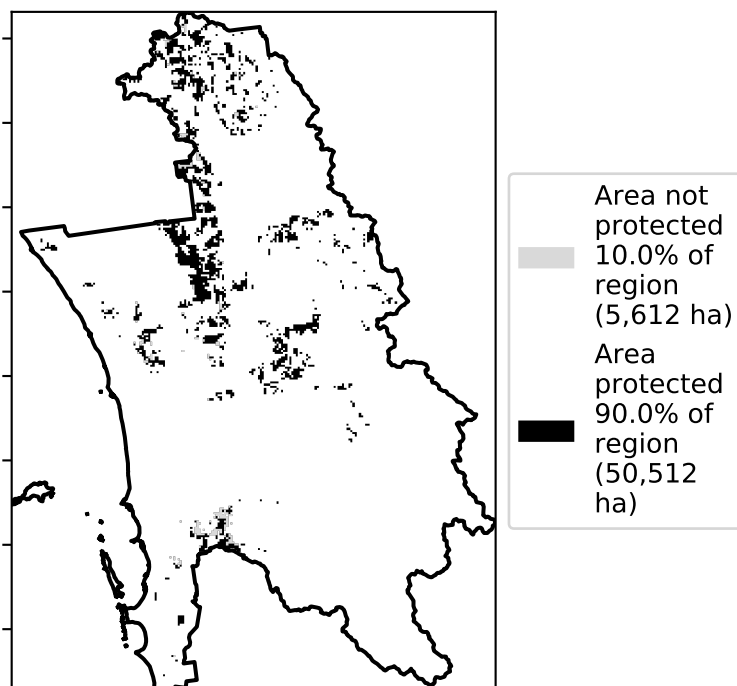 Area not
protected
10.0% of
region
(5,612 ha)
Area
protected
90.0% of
region
(50,512
ha)